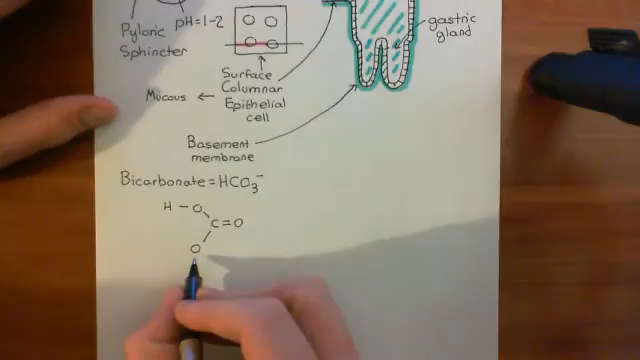 Pyloric
Sphincter
pH=1-2
gastric
gland
Surface
Columnar
Epithelial
cell
Mucous
Basement
membrane
Bicarbonate = HCO₃⁻
H - O
C = O
O